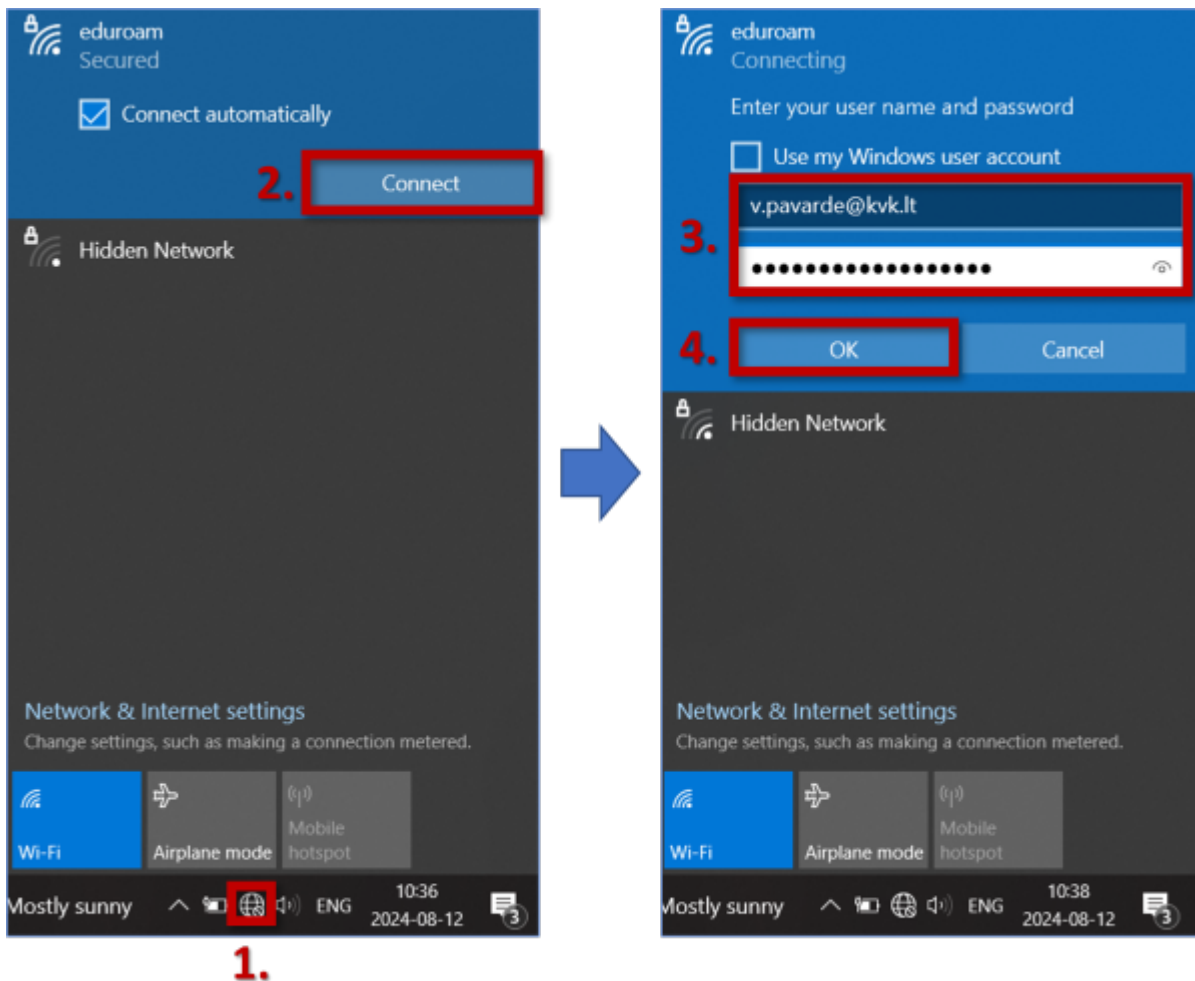 eduroam
Secured
Connect automatically
2.
Connect
Hidden Network
Network & Internet settings
Change settings, such as making a connection metered.
Wi-Fi
Airplane mode
Mobile
hotspot
Mostly sunny
ENG
10:36
2024-08-12
3
1.
eduroam
Connecting
Enter your user name and password
Use my Windows user account
3.
v.pavarde@kvk.lt
••••••••••••••••••
4.
OK
Cancel
Hidden Network
Network & Internet settings
Change settings, such as making a connection metered.
Wi-Fi
Airplane mode
Mobile
hotspot
Mostly sunny
ENG
10:38
2024-08-12
3